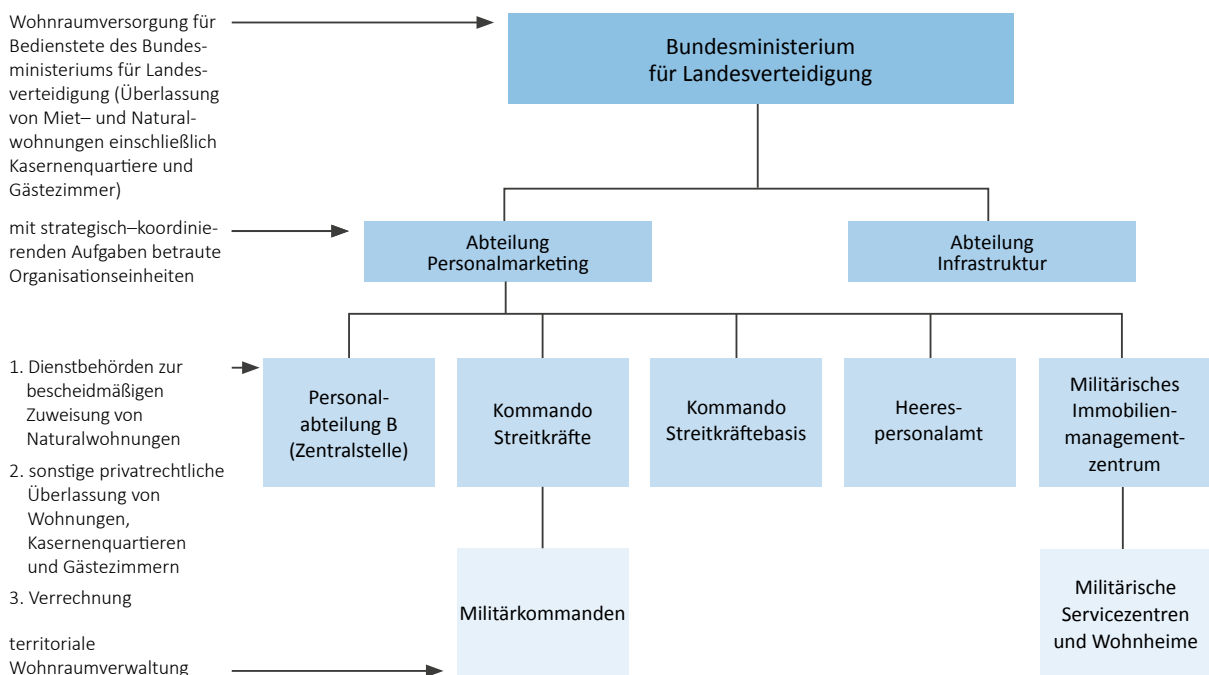 Wohnraumversorgung für
Bedienstete des Bundes-
ministeriums für Landes-
verteidigung (Überlassung
von Miet– und Natural-
wohnungen einschließlich
Kasernenquartiere und
Gästezimmer)
Bundesministerium
für Landesverteidigung
mit strategisch–koordinie-
renden Aufgaben betraute
Organisationseinheiten
Abteilung
Personalmarketing
Abteilung
Infrastruktur
1. Dienstbehörden zur
bescheidmäßigen
Zuweisung von
Naturalwohnungen
2. sonstige privatrechtliche
Überlassung von
Wohnungen,
Kasernenquartieren
und Gästezimmern
3. Verrechnung
Personal-
abteilung B
(Zentralstelle)
Kommando
Streitkräfte
Kommando
Streitkräftebasis
Heeres-
personalamt
Militärisches
Immobilien-
management-
zentrum
territoriale
Wohnraumverwaltung
Militärkommanden
Militärische
Servicezentren
und Wohnheime